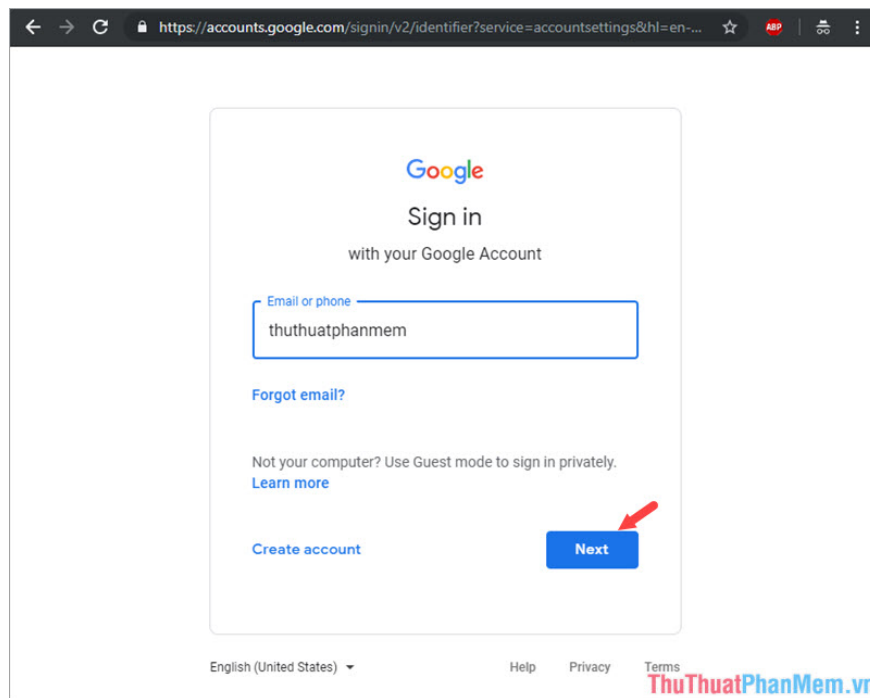 https://accounts.google.com/signin/v2/identifier?service=accountsettings&hl=en-...
ABP
Google
Sign in
with your Google Account
Email or phone
thuthuatphanmem
Forgot email?
Not your computer? Use Guest mode to sign in privately.
Learn more
Create account
Next
English (United States)
Help Privacy Terms
ThuThuatPhanMem.vn